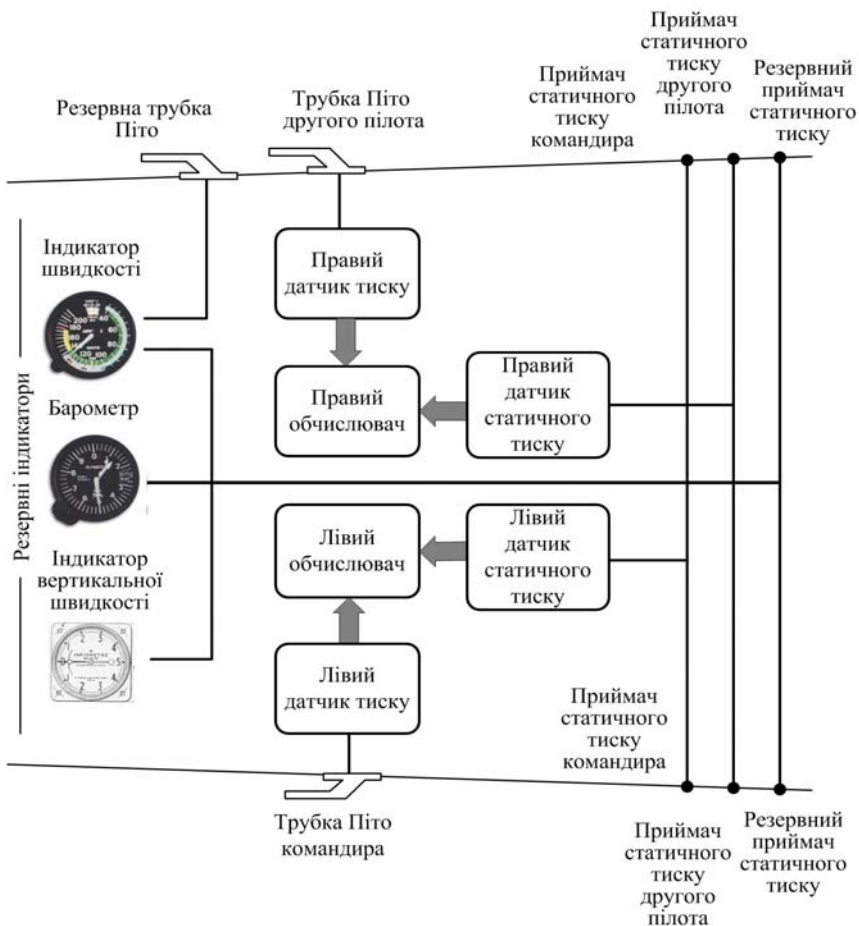 Приймач
статичного
тиску
другого
пілота
Приймач
статичного
тиску
командира
Резервний
приймач
статичного
тиску
Резервна трубка
Піто
Трубка Піто
другого пілота
Резервні індикатори
Індикатор
швидкості
Барометр
Індикатор
вертикальної
швидкості
Правий
датчик тиску
Правий
обчислювач
Правий
датчик
статичного
тиску
Лівий
обчислювач
Лівий
датчик
статичного
тиску
Лівий
датчик тиску
Трубка Піто
командира
Приймач
статичного
тиску
командира
Приймач
статичного
тиску
другого
пілота
Резервний
приймач
статичного
тиску